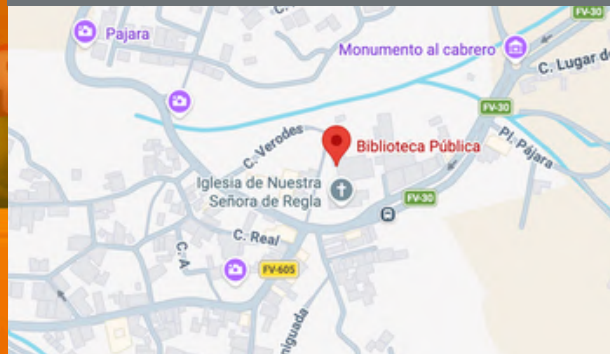 FV-30
Pajara
Monumento al cabrero
C. Lugar de
FV-30
Pl. Pájara
C. Verodes
Biblioteca Pública
Iglesia de Nuestra
Señora de Regla
FV-30
C. Real
C. A
FV-605
niguada